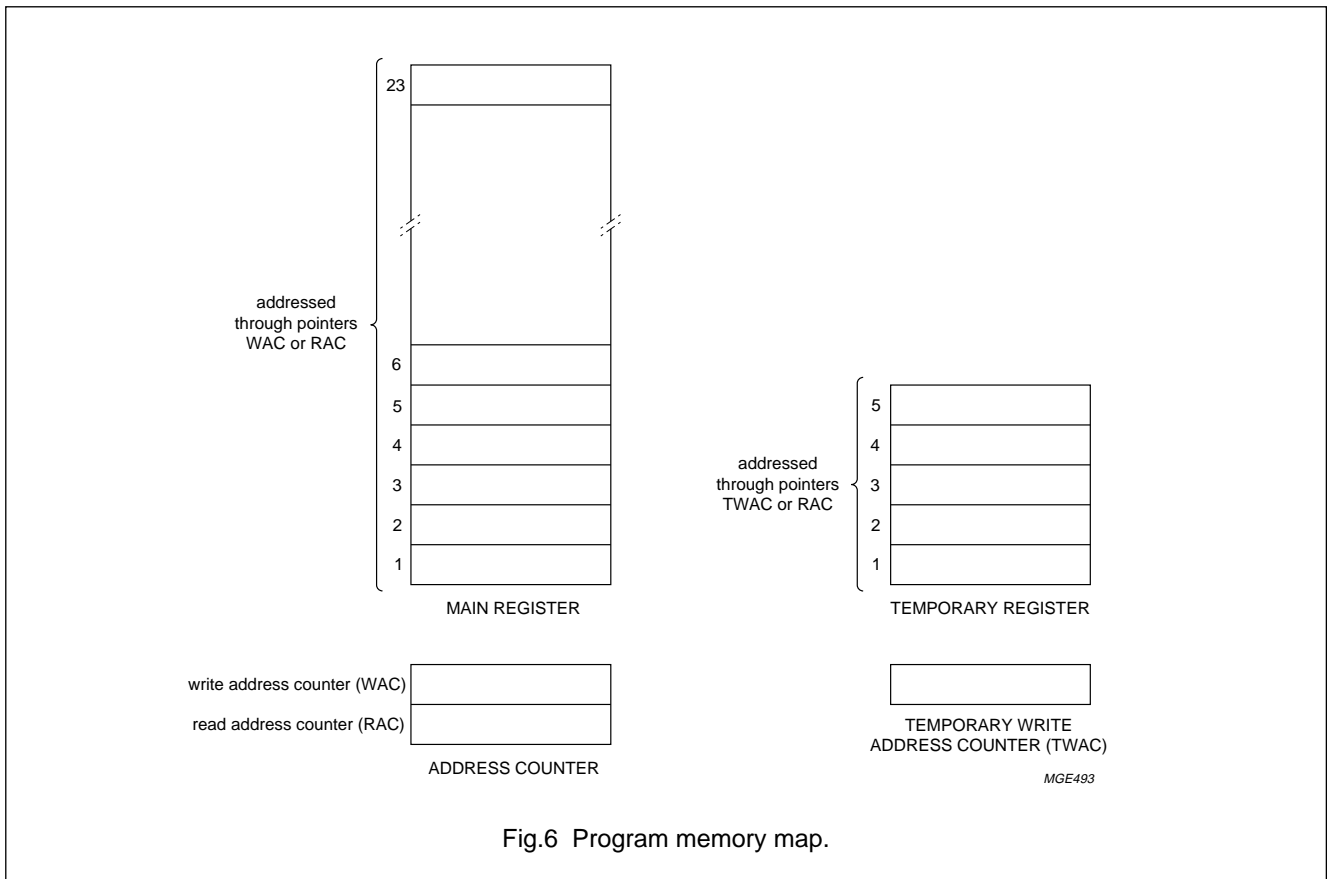 23
addressed
through pointers
WAC or RAC
6
5
4
3
2
1
MAIN REGISTER
addressed
through pointers
TWAC or RAC
5
4
3
2
1
TEMPORARY REGISTER
write address counter (WAC)
read address counter (RAC)
ADDRESS COUNTER
TEMPORARY WRITE
ADDRESS COUNTER (TWAC)
MGE493
Fig.6 Program memory map.